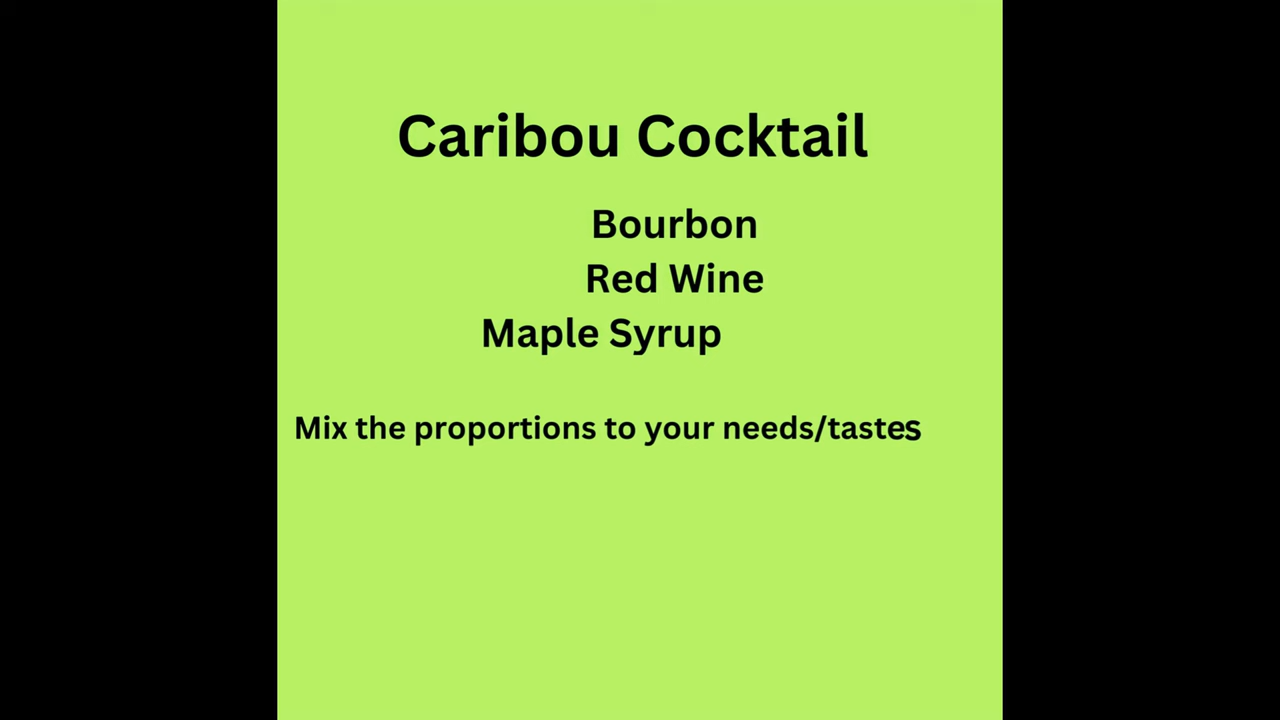 Caribou Cocktail
Bourbon
Red Wine
Maple Syrup
Mix the proportions to your needs/tastes